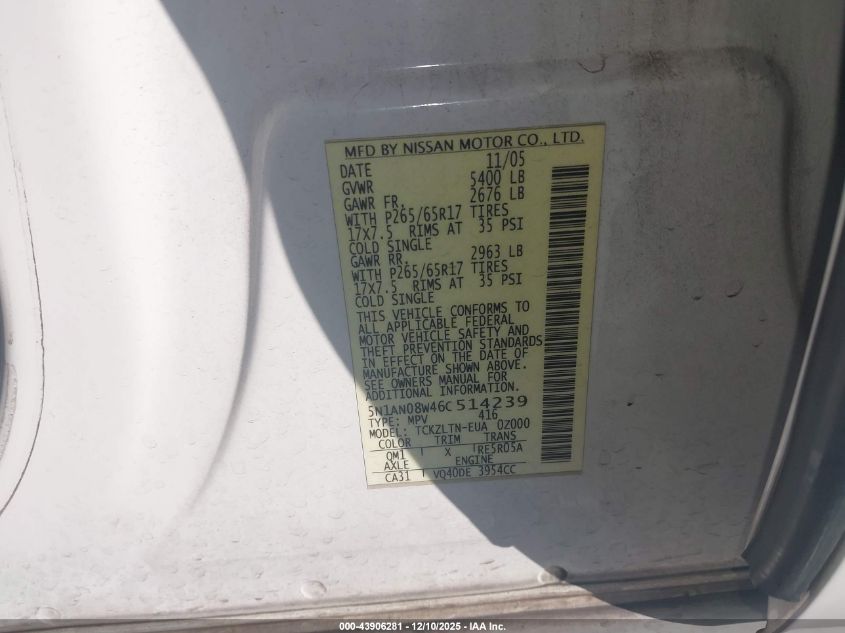 MFD BY NISSAN MOTOR CO., LTD.
DATE 11/05
GVWR 5400 LB
GAWR FR. 2676 LB
WITH P265/65R17 TIRES
17X7.5 RIMS AT 35 PSI
COLD SINGLE
GAWR RR. 2963 LB
WITH P265/65R17 TIRES
17X7.5 RIMS AT 35 PSI
COLD SINGLE
THIS VEHICLE CONFORMS TO
ALL APPLICABLE FEDERAL
MOTOR VEHICLE SAFETY AND
THEFT PREVENTION STANDARDS
IN EFFECT ON THE DATE OF
MANUFACTURE SHOWN ABOVE.
SEE OWNERS MANUAL FOR
ADDITIONAL INFORMATION.
5N1AN08W46C514239
TYPE: MPV 416
MODEL: TCKZLTN-EUA 0Z000
COLOR TRIM TRANS
QM1 X RE5R05A
AXLE ENGINE
CA31 VQ40DE 3954CC
000-43906281 - 12/10/2025 - IAA Inc.